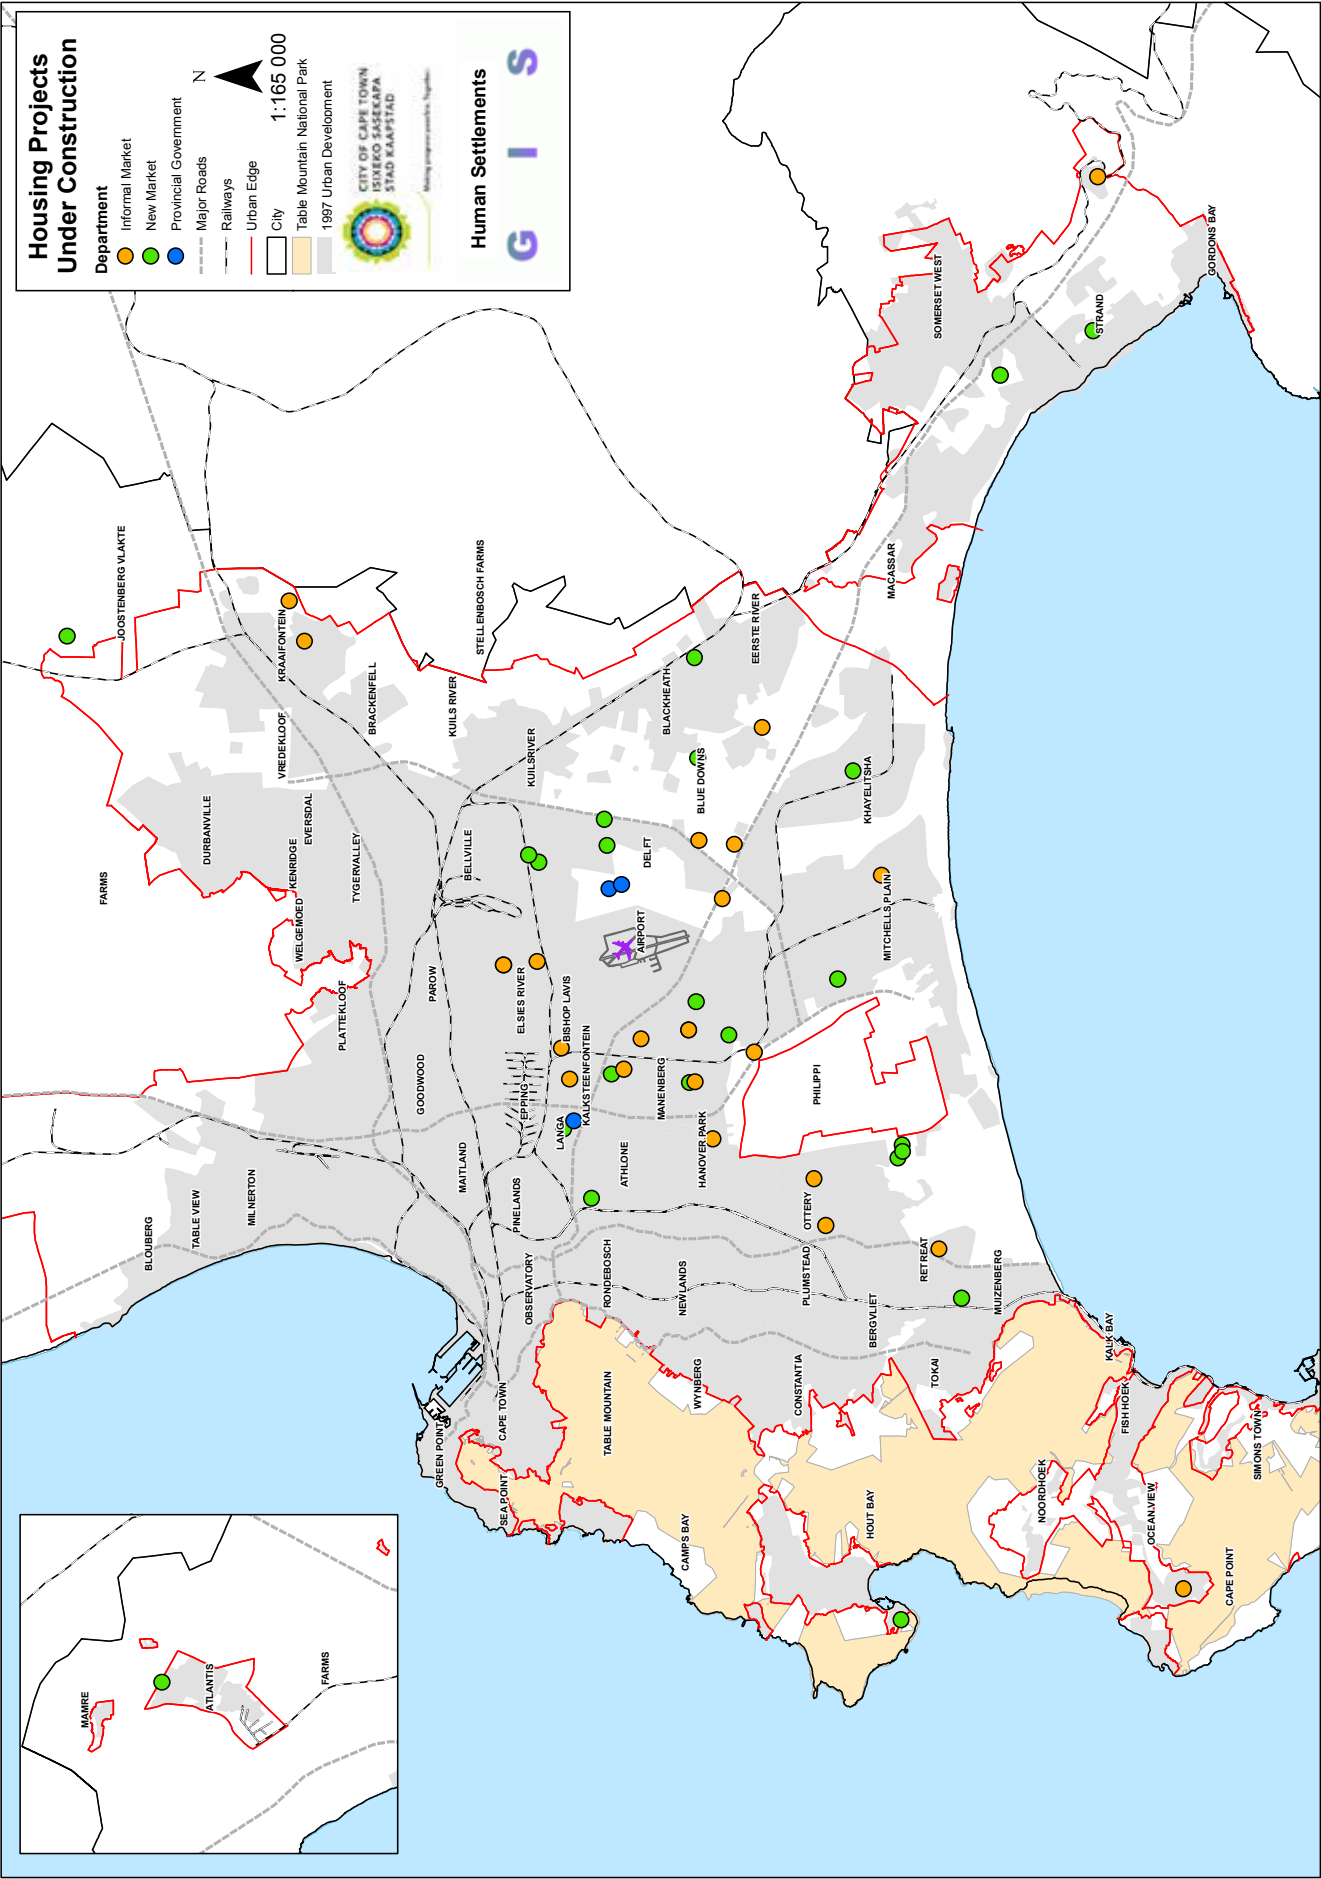 Housing Projects
Under Construction
Department
Informal Market
New Market
Provincial Government
Major Roads
Railways
Urban Edge
City
Table Mountain National Park
1997 Urban Development
N
1:165 000
CITY OF CAPE TOWN
ISIXEKO SASEKAPA
STAD KAAPSTAD
Making progress possible. Together.
Human Settlements
G I S
MAMRE
ATLANTIS
FARMS
FARMS
JOOSTENBERG VLAKTE
KRAAIFONTEIN
VREDEKLOOF
BRACKENFELL
STELLENBOSCH FARMS
KUILS RIVER
KUILSRIVER
DURBANVILLE
EVERSDAL
KENRIDGE
WELGEMOED
TYGERVALLEY
PLATTEKLOOF
BELLVILLE
PAROW
GOODWOOD
MAITLAND
BLOUBERG
TABLE VIEW
MILNERTON
ELSIES RIVER
EPPING
BISHOP LAVIS
KALKSTEENFONTEIN
LANGA
PINELANDS
ATHLONE
MANENBERG
HANOVER PARK
AIRPORT
DELFT
BLUE DOWNS
BLACKHEATH
EERSTE RIVER
MACASSAR
SOMERSET WEST
STRAND
GORDONS BAY
KHAYELITSHA
MITCHELLS PLAIN
PHILIPPI
OTTERY
OBSERVATORY
RONDEBOSCH
NEWLANDS
PLUMSTEAD
RETREAT
BERGVLIET
MUIZENBERG
GREEN POINT
CAPE TOWN
SEA POINT
TABLE MOUNTAIN
WYNBERG
CONSTANTIA
TOKAI
KALK BAY
FISH HOEK
SIMONS TOWN
CAMPS BAY
HOUT BAY
NOORDHOEK
OCEAN VIEW
CAPE POINT